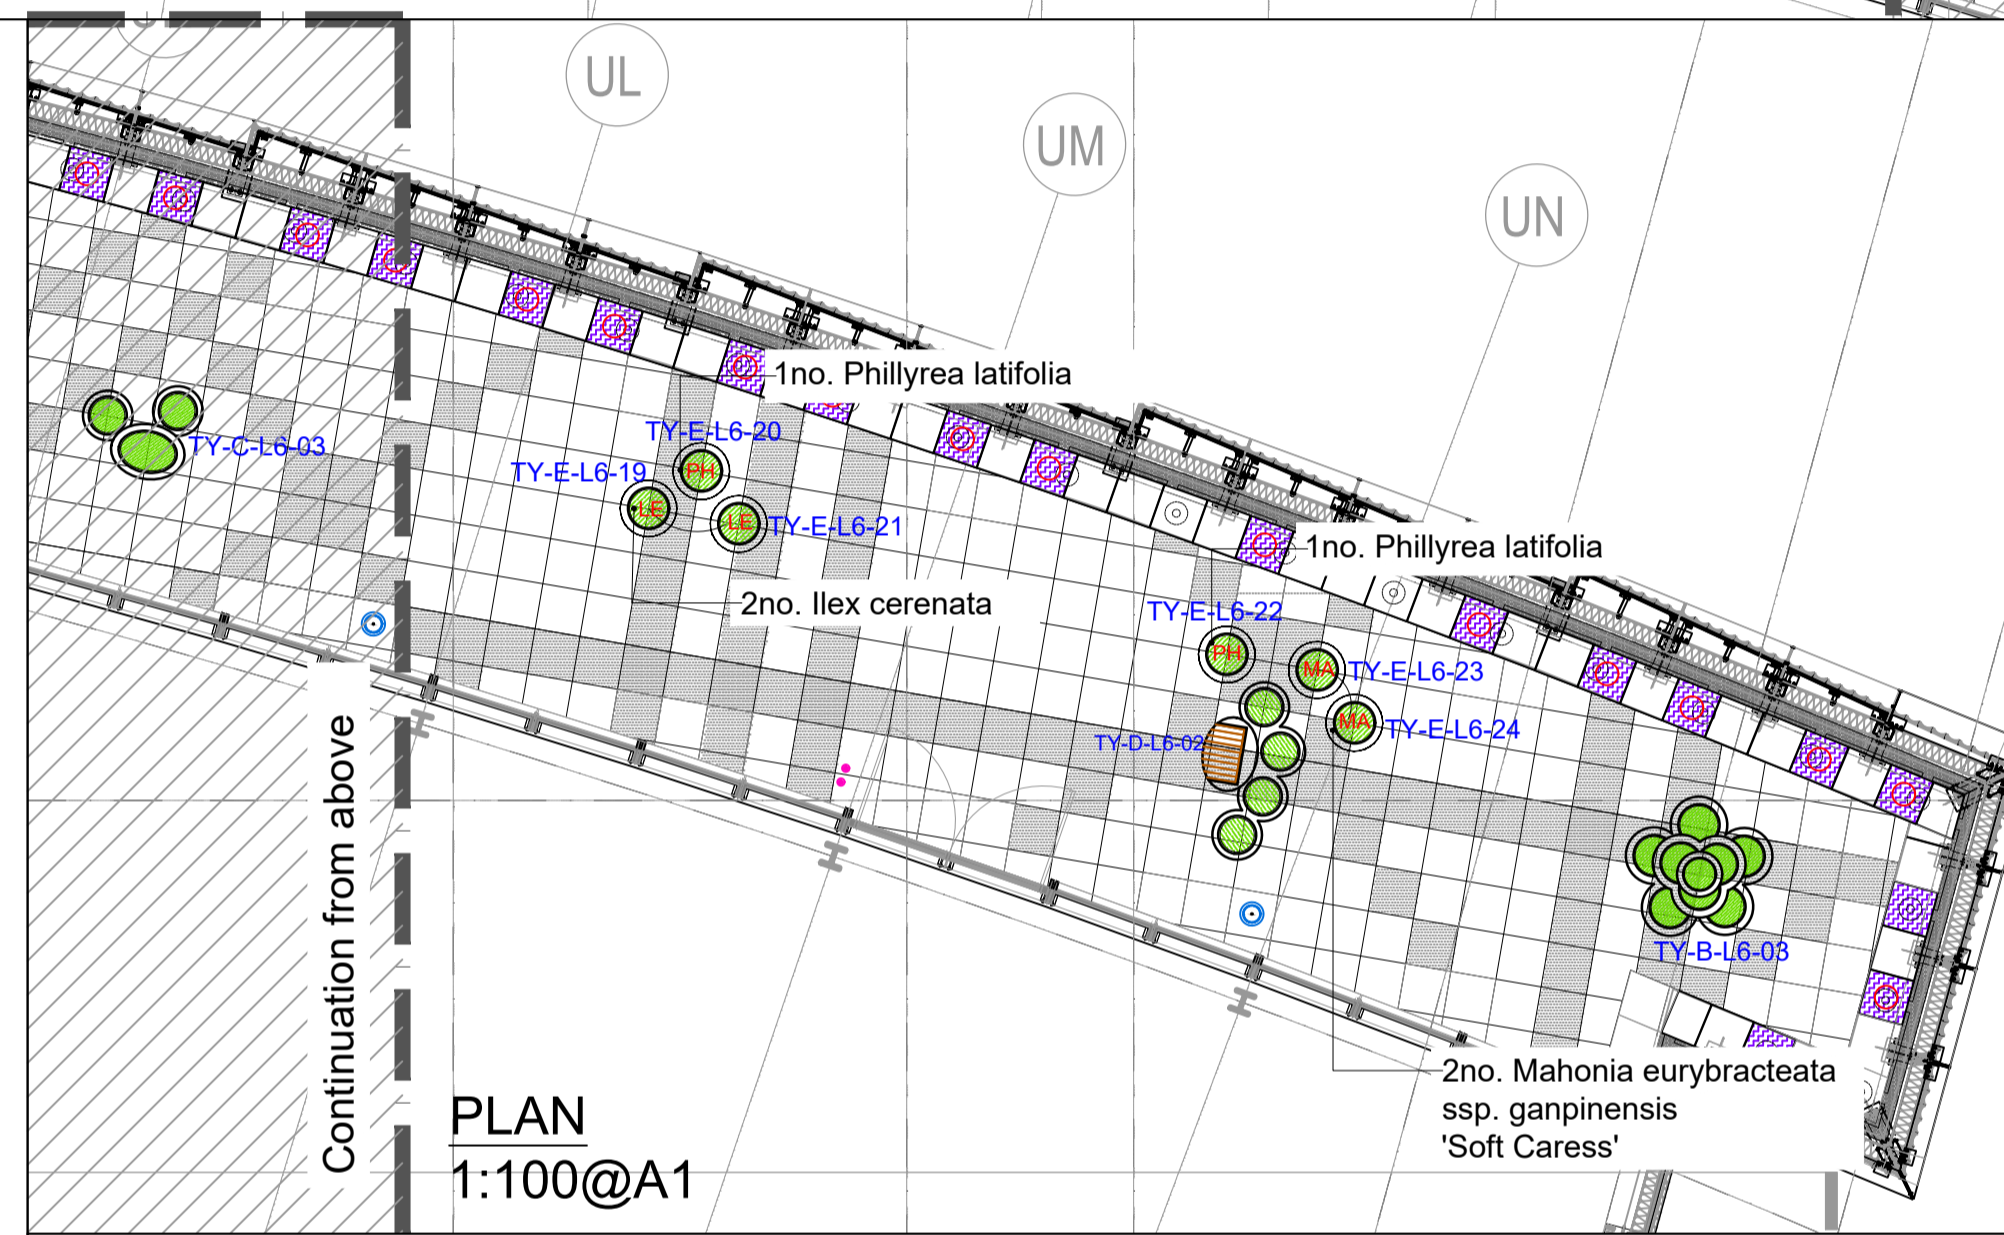 UL
UM
UN
1no. Phillyrea latifolia
TY-E-L6-20
TY-C-L6-03
TY-E-L6-19
PH
LE
LE
TY-E-L6-21
1no. Phillyrea latifolia
2no. Ilex cerenata
TY-E-L6-22
PH
MA
TY-E-L6-23
MA
TY-E-L6-24
TY-D-L6-02
TY-B-L6-03
Continuation from above
2no. Mahonia eurybracteata
ssp. ganpinensis
'Soft Caress'
PLAN
1:100@A1